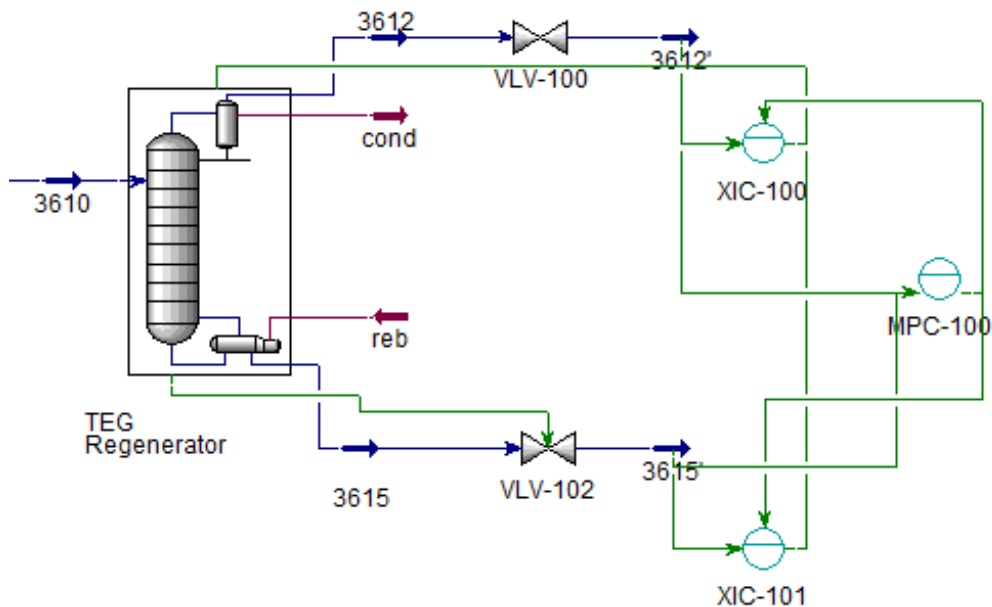 3612
VLV-100
3612'
cond
XIC-100
3610
MPC-100
reb
TEG
Regenerator
3615
VLV-102
3615'
XIC-101